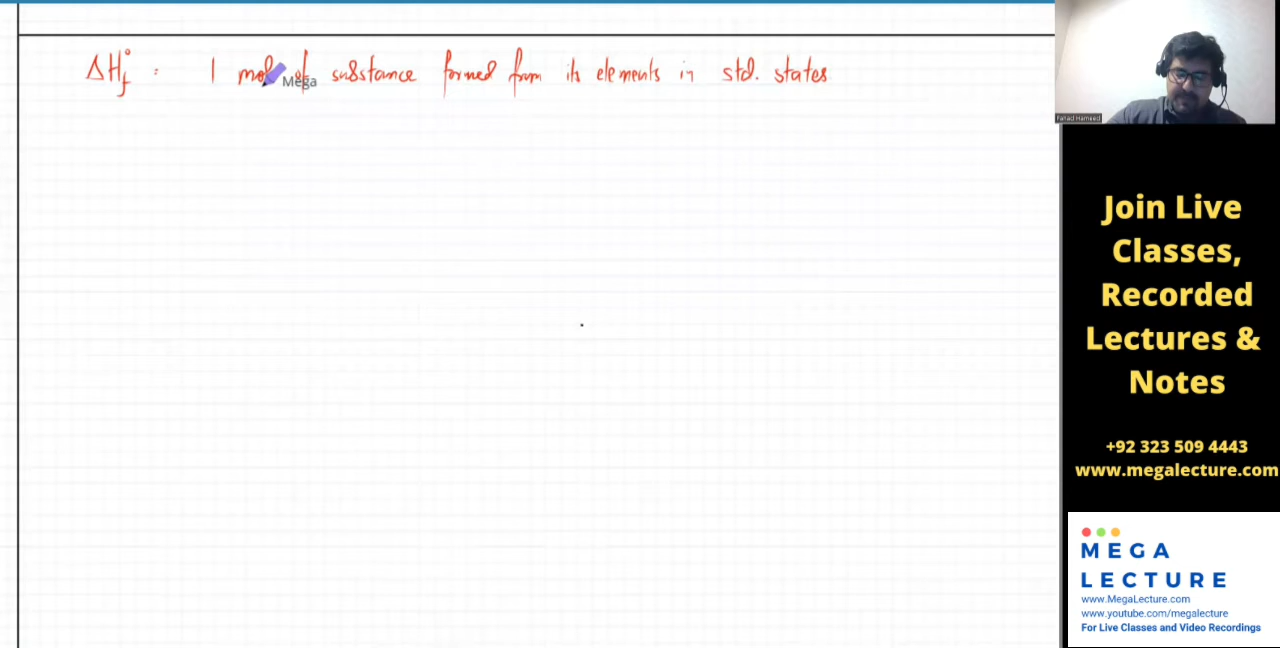 ΔH°f : 1 mol of substance formed from its elements in std. states
Mega
Fahad Hameed
Join Live
Classes,
Recorded
Lectures &
Notes
+92 323 509 4443
www.megalecture.com
MEGA
LECTURE
www.MegaLecture.com
www.youtube.com/megalecture
For Live Classes and Video Recordings